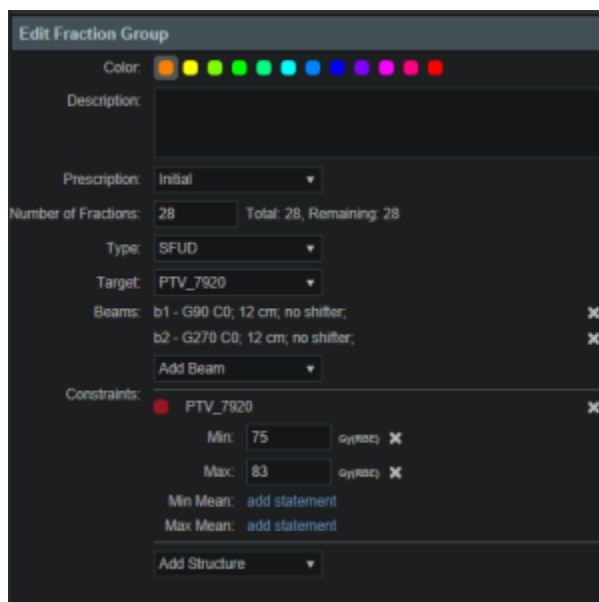 Edit Fraction Group
Color:
Description:
Prescription: Initial
Number of Fractions: 28 Total: 28, Remaining: 28
Type: SFUD
Target: PTV_7920
Beams: b1 - G90 C0; 12 cm; no shifter;
b2 - G270 C0; 12 cm; no shifter;
Add Beam
Constraints:
PTV_7920
Min: 75 Gy(RBE)
Max: 83 Gy(RBE)
Min Mean: add statement
Max Mean: add statement
Add Structure